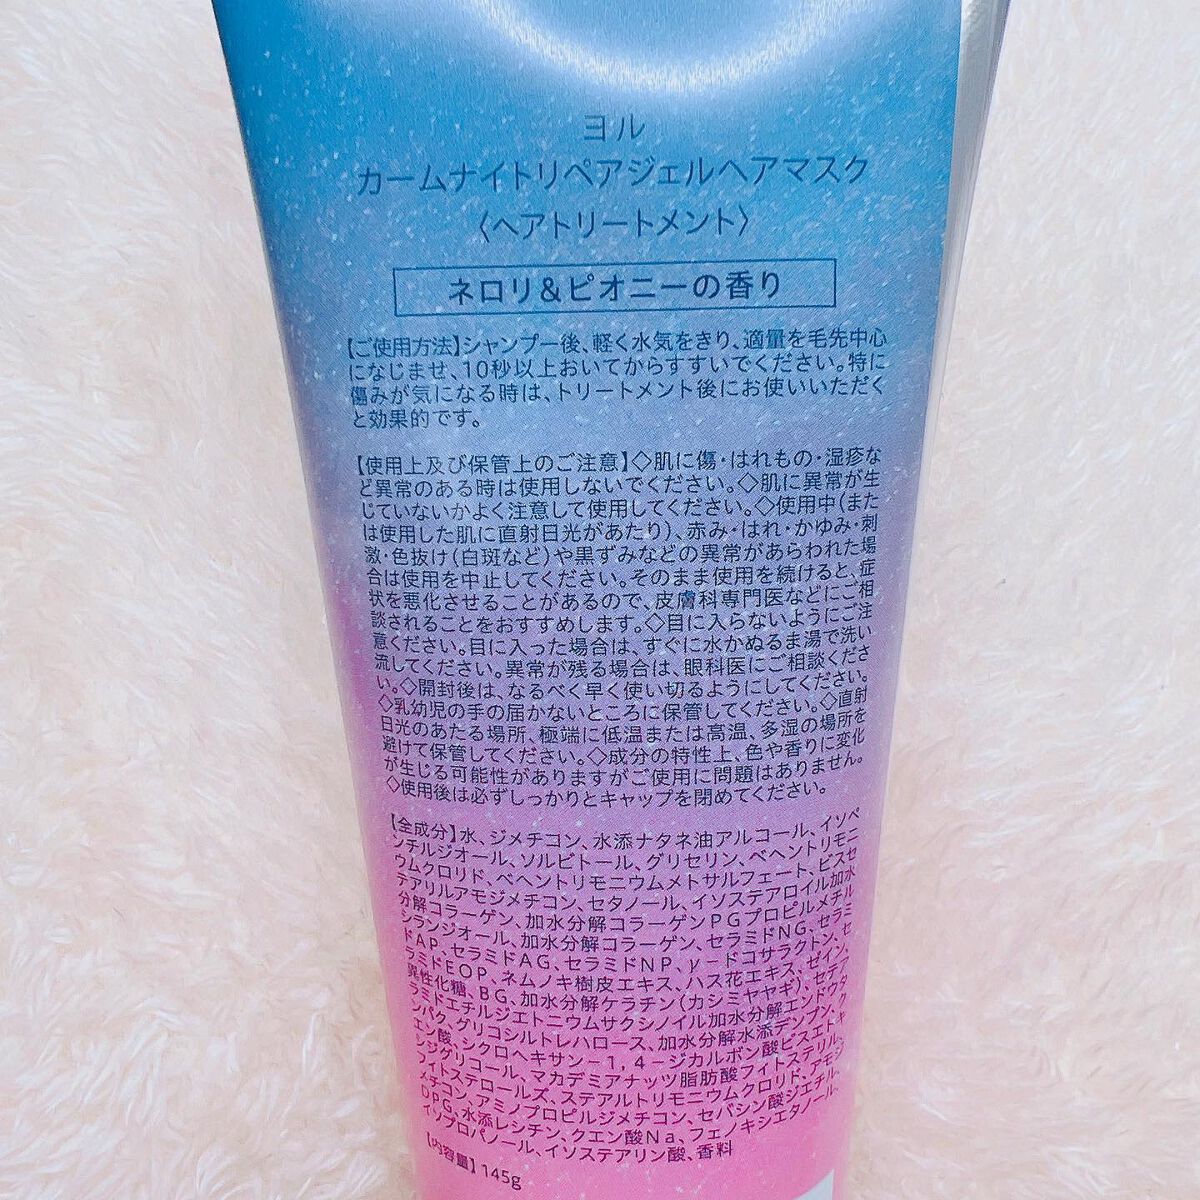 ヨル
カームナイトリペアジェルヘアマスク
〈ヘアトリートメント〉
ネロリ&ピオニーの香り
【ご使用方法】シャンプー後、軽く水気をきり、適量を毛先中心
になじませ、10秒以上おいてからすすいでください。特に
傷みが気になる時は、トリートメント後にお使いいただく
と効果的です。
【使用上及び保管上のご注意】◇肌に傷・はれもの・湿疹な
ど異常のある時は使用しないでください。◇肌に異常が生
じていないかよく注意して使用してください。◇使用中(また
は使用した肌に直射日光があたり)、赤み・はれ・かゆみ・刺
激・色抜け(白斑など)や黒ずみなどの異常があらわれた場
合は使用を中止してください。そのまま使用を続けると、症
状を悪化させることがあるので、皮膚科専門医などにご相
談されることをおすすめします。◇目に入らないようにご注
意ください。目に入った場合は、すぐに水かぬるま湯で洗い
流してください。異常が残る場合は、眼科医にご相談くださ
い。◇開封後は、なるべく早く使い切るようにしてください。
◇乳幼児の手の届かないところに保管してください。◇直射
日光のあたる場所、極端に低温または高温、多湿の場所を
避けて保管してください。◇成分の特性上、色や香りに変化
が生じる可能性がありますがご使用に問題はありません。
◇使用後は必ずしっかりとキャップを閉めてください。
【全成分】水、ジメチコン、水添ナタネ油アルコール、イソペ
ンチルジオール、ソルビトール、グリセリン、ベヘントリモニ
ウムクロリド、ベヘントリモニウムメトサルフェート、ビスセ
テアリルアモジメチコン、セタノール、イソステアロイル加水
分解コラーゲン、加水分解コラーゲンPGプロピルメチル
シランジオール、加水分解コラーゲン、セラミドNG、セラミ
ドAP、セラミドAG、セラミドNP、γ-ドコサラクトン、セ
ラミドEOP、ネムノキ樹皮エキス、ハス花エキス、ゼイン、
異性化糖、BG、加水分解ケラチン(カシミヤヤギ)、セテア
ラミドエチルジエトニウムサクシノイル加水分解エンドウタ
ンパク、グリコシルトレハロース、加水分解水添デンプン、ク
エン酸、シクロヘキサン-1,4-ジカルボン酸ビスエトキ
シジグリコール、マカデミアナッツ脂肪酸フィトステリル、
フィトステロールズ、ステアルトリモニウムクロリド、アモジ
メチコン、アミノプロピルジメチコン、セバシン酸ジエチル、
DPG、水添レシチン、クエン酸Na、フェノキシエタノール、
イソプロパノール、イソステアリン酸、香料
【内容量】145g